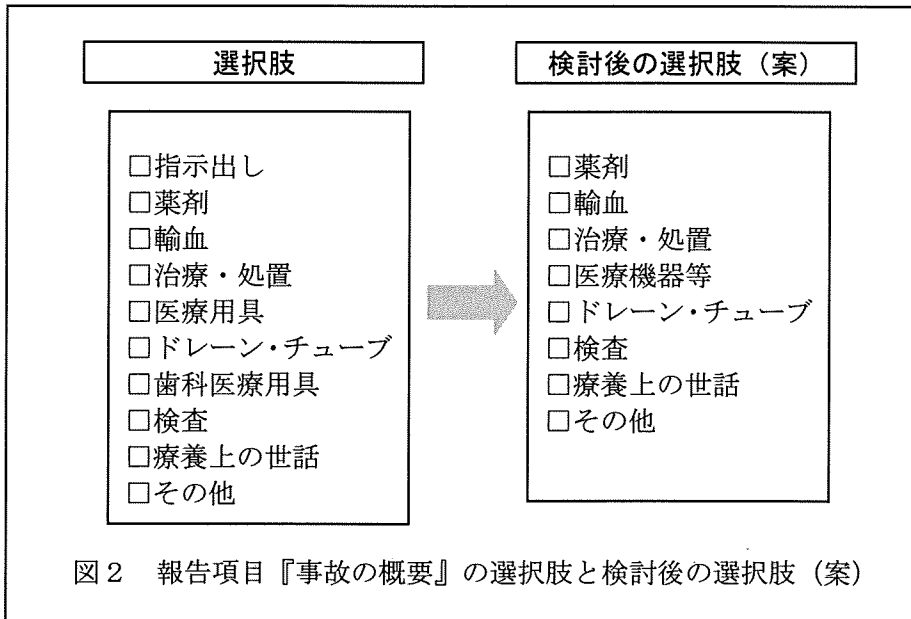 選択肢
□指示出し
□薬剤
□輸血
□治療・処置
□医療用具
□ドレーン・チューブ
□歯科医療用具
□検査
□療養上の世話
□その他
検討後の選択肢（案）
□薬剤
□輸血
□治療・処置
□医療機器等
□ドレーン・チューブ
□検査
□療養上の世話
□その他
図２　報告項目『事故の概要』の選択肢と検討後の選択肢（案）